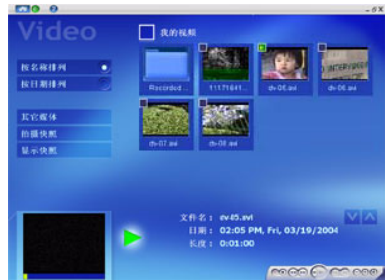 Video
我的视频
按名称排列
按日期排列
其它媒体
拍摄快照
显示快照
Recorded ...
11171641...
dv-05.avi
dv-06.avi
dv-07.avi
dv-08.avi
文件名：
日期： 02:05 PM, Fri, 03/19/2004
长度： 0:01:00